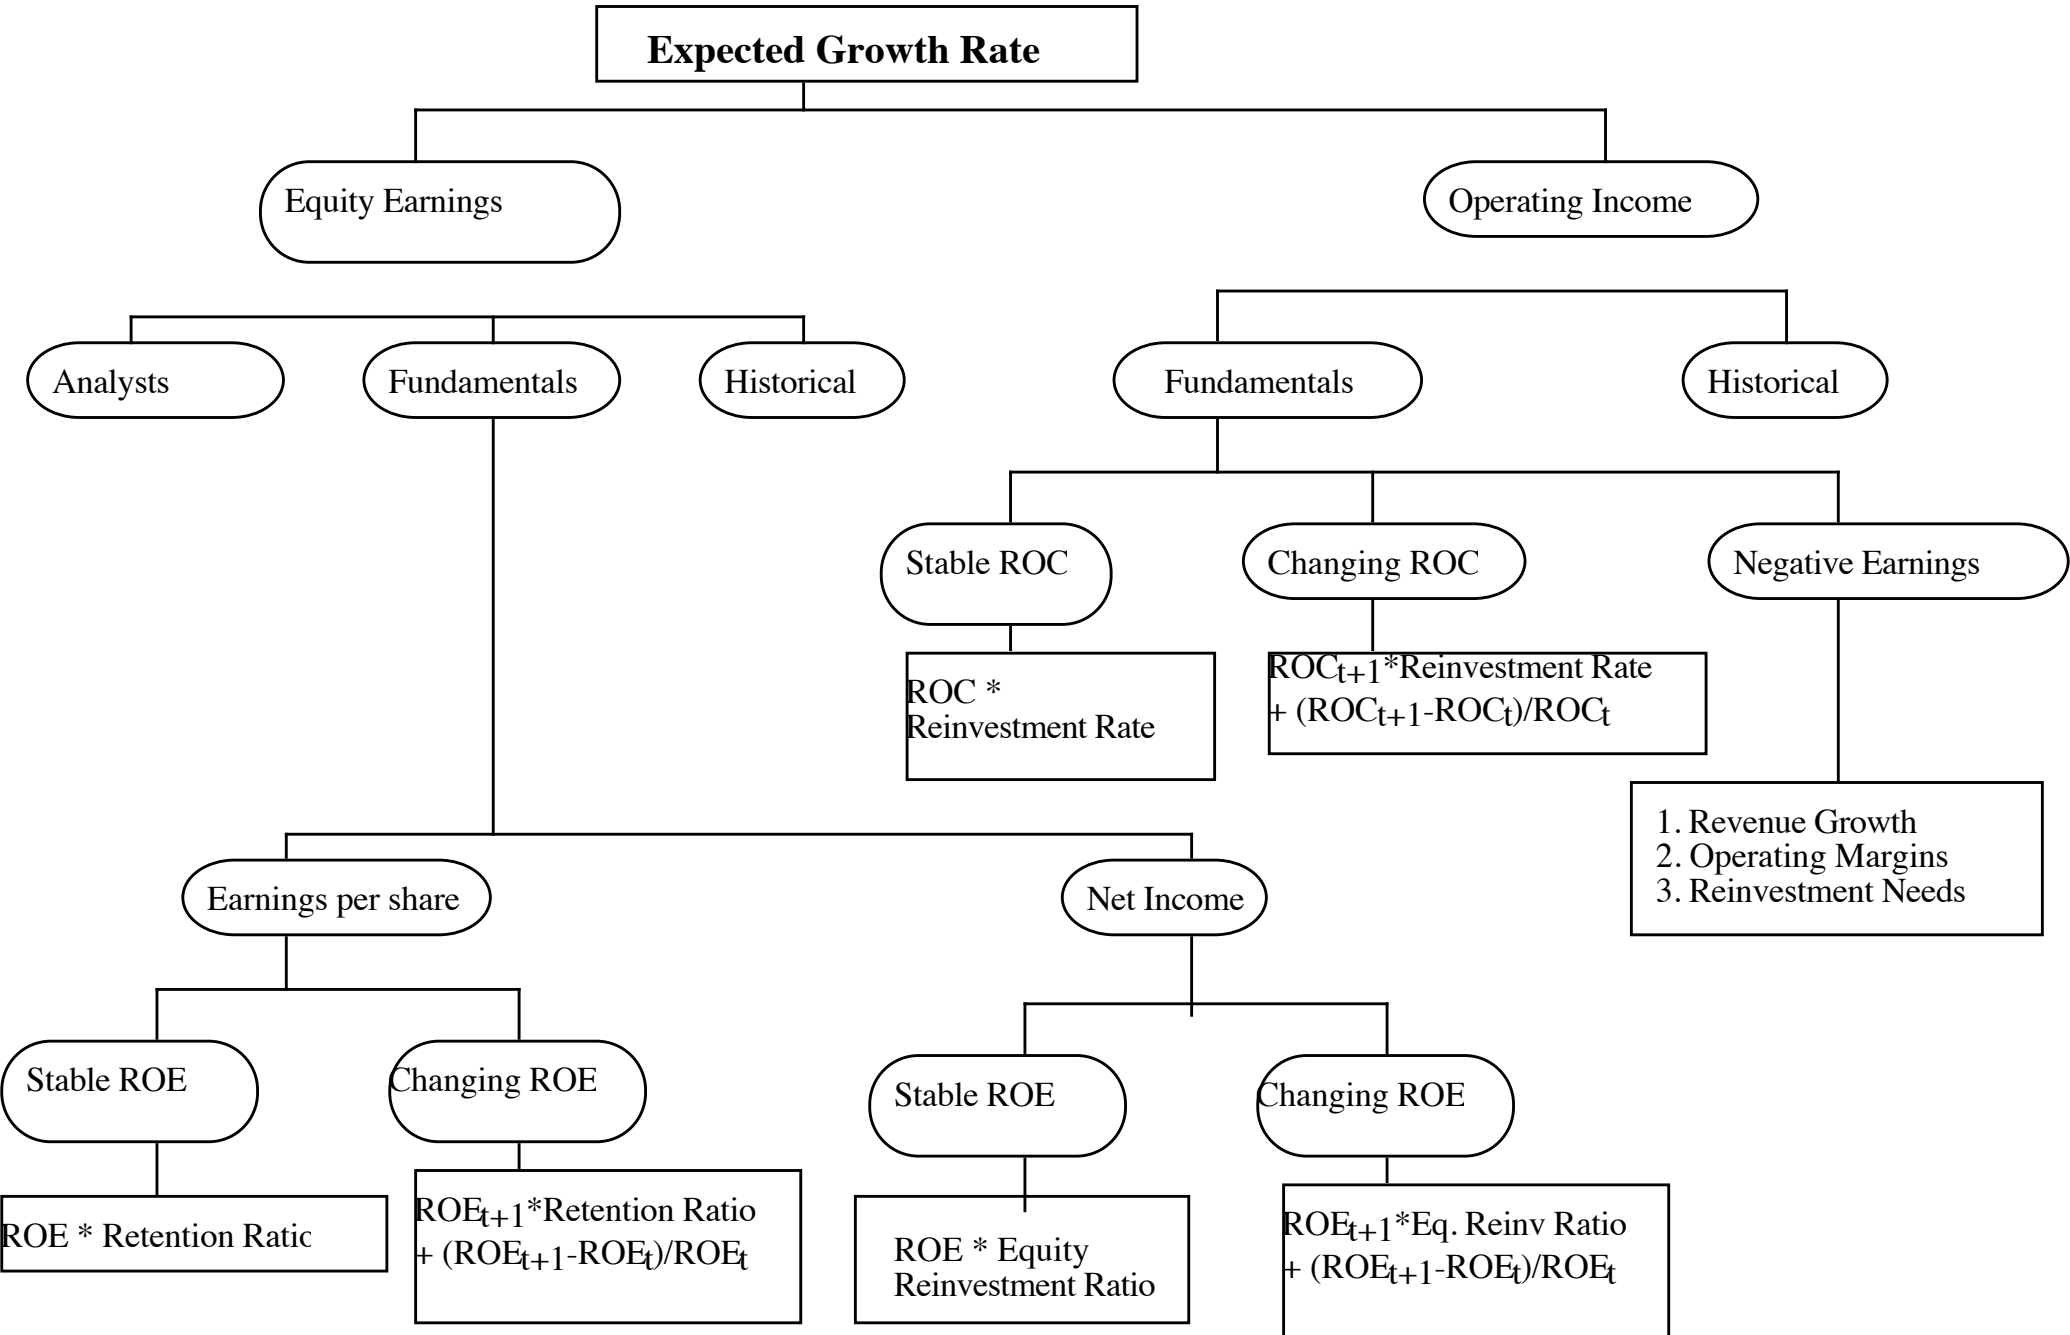 Expected Growth Rate
Equity Earnings
Operating Income
Analysts
Fundamentals
Historical
Fundamentals
Historical
Stable ROC
Changing ROC
Negative Earnings
ROC *
Reinvestment Rate
ROCt+1*Reinvestment Rate
+ (ROCt+1-ROCt)/ROCt
1. Revenue Growth
2. Operating Margins
3. Reinvestment Needs
Earnings per share
Net Income
Stable ROE
Changing ROE
Stable ROE
Changing ROE
ROE * Retention Ratio
ROEt+1*Retention Ratio
+ (ROEt+1-ROEt)/ROEt
ROE * Equity
Reinvestment Ratio
ROEt+1*Eq. Reinv Ratio
+ (ROEt+1-ROEt)/ROEt